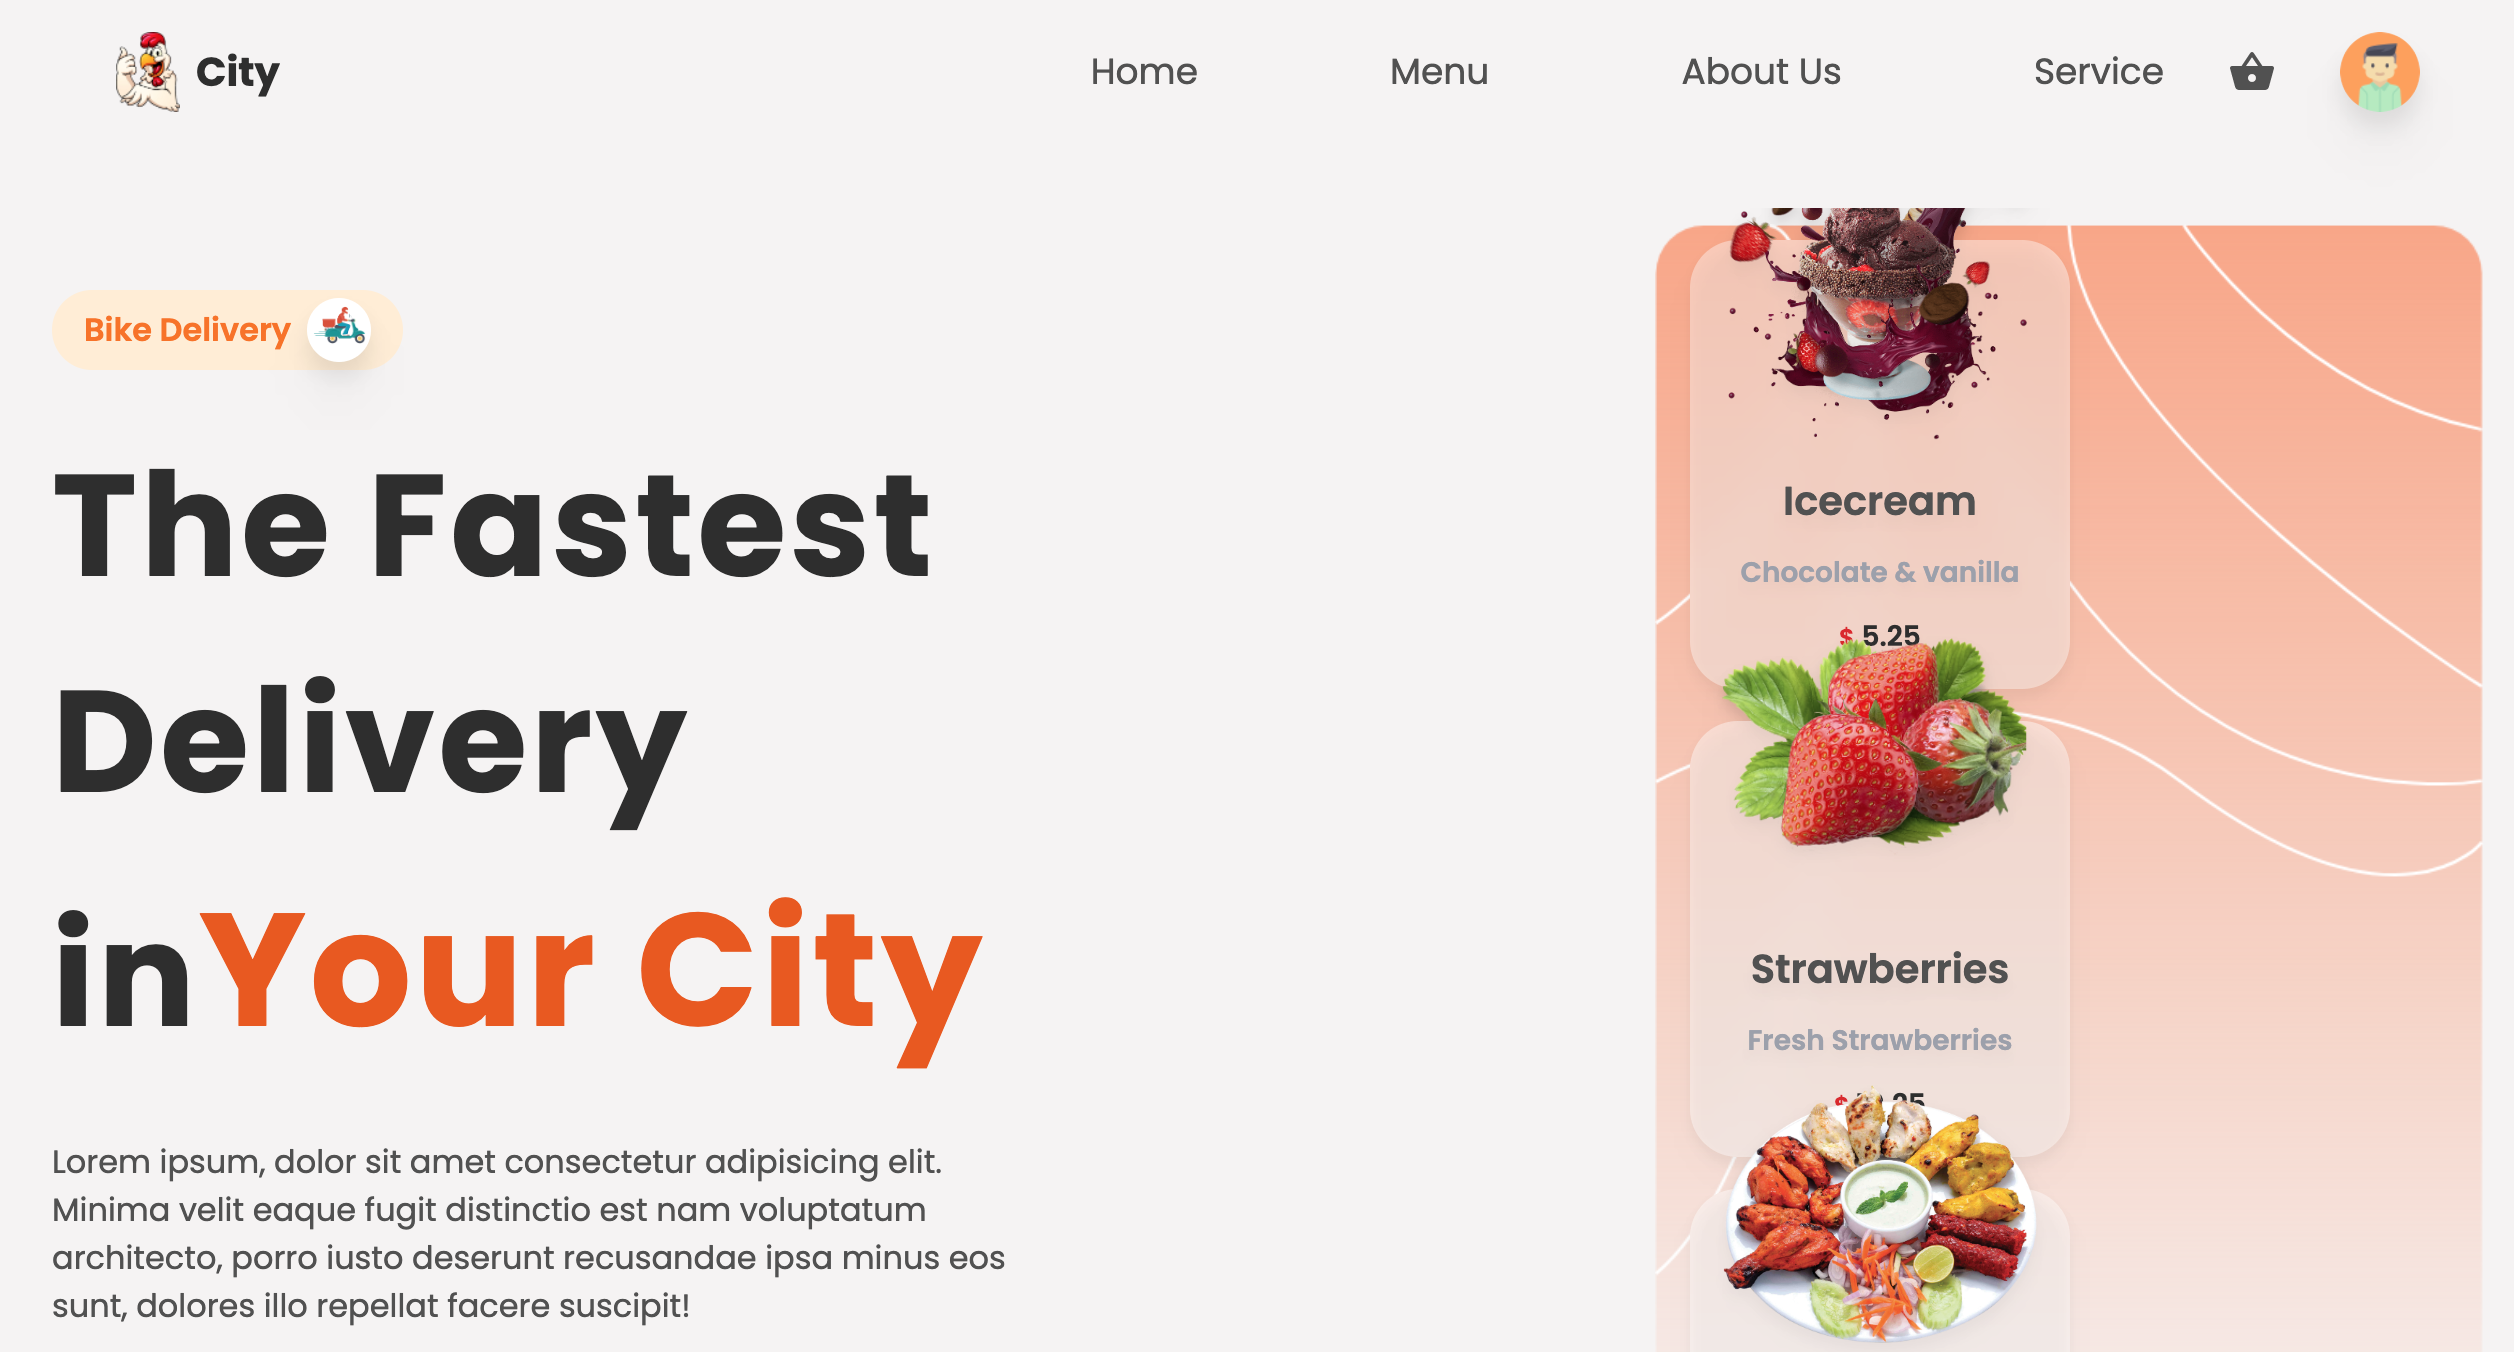 City
Home
Menu
About Us
Service
Bike Delivery
The Fastest
Delivery
inYour City
Lorem ipsum, dolor sit amet consectetur adipisicing elit.
Minima velit eaque fugit distinctio est nam voluptatum
architecto, porro iusto deserunt recusandae ipsa minus eos
sunt, dolores illo repellat facere suscipit!
Icecream
Chocolate & vanilla
$ 5.25
Strawberries
Fresh Strawberries